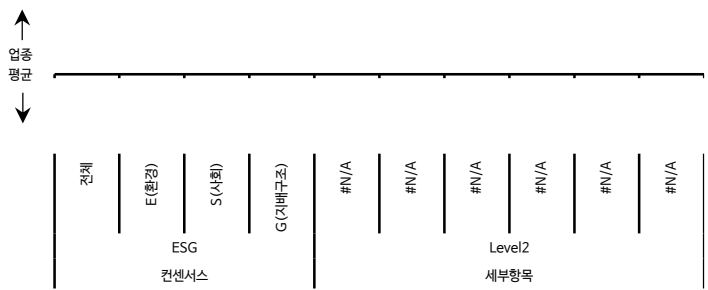 업종
평균
전체
E(환경)
S(사회)
G(지배구조)
#N/A
#N/A
#N/A
#N/A
#N/A
#N/A
ESG
Level2
컨센서스
세부항목